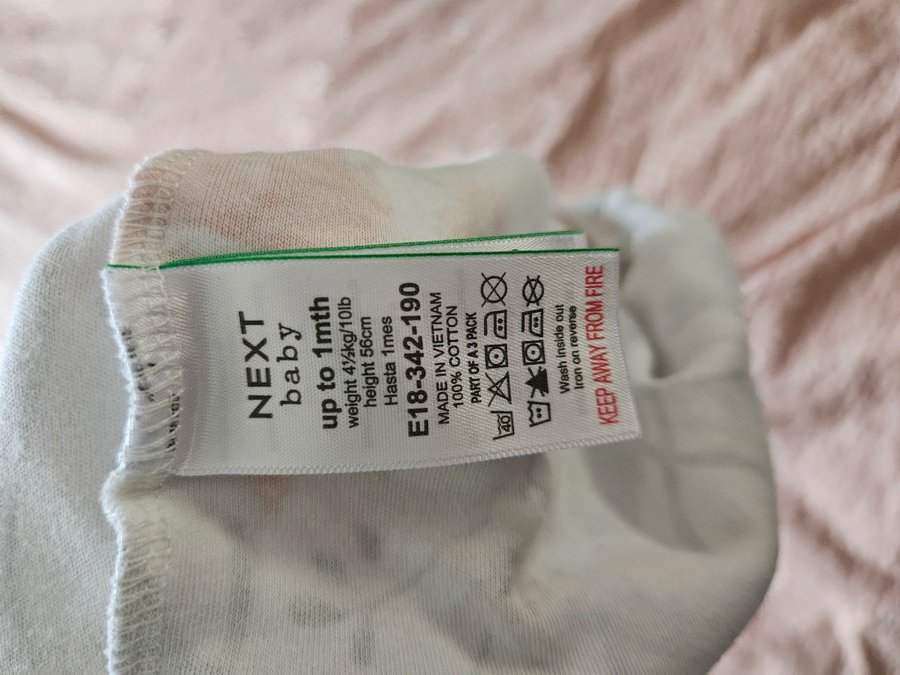 NEXT
baby
up to 1mth
weight 4½kg/10lb
height 56cm
Hasta 1mes
E18-342-190
MADE IN VIETNAM
100% COTTON
PART OF A 3 PACK
40
Wash inside out
Iron on reverse
KEEP AWAY FROM FIRE